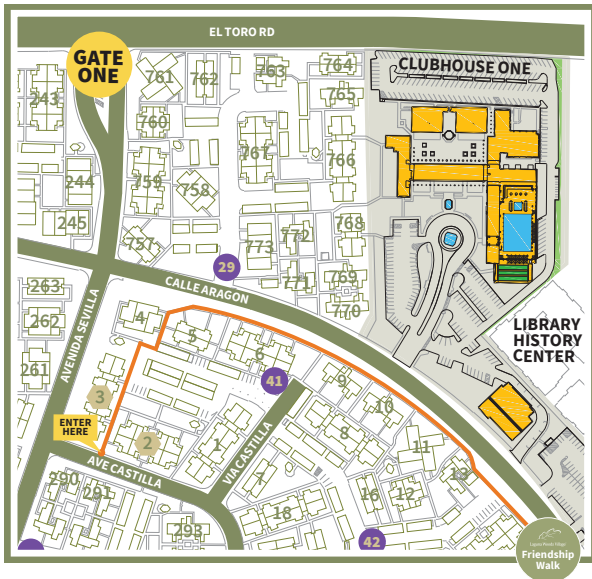 EL TORO RD
GATE
ONE
CLUBHOUSE ONE
761
762
763
764
765
243
760
767
766
244
759
758
245
757
768
773
772
29
771
769
770
CALLE ARAGON
263
262
261
AVENIDA SEVILLA
4
5
6
LIBRARY
HISTORY
CENTER
41
9
10
3
ENTER
HERE
2
1
VIA CASTILLA
8
11
AVE CASTILLA
7
13
290
291
16
12
293
18
42
Laguna Woods Village
Friendship
Walk